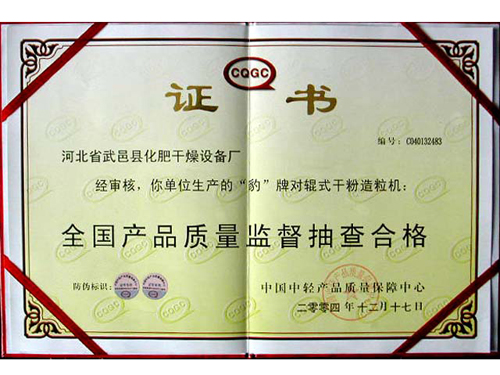 CQGC
证 书
编号：C040132483
河北省武邑县化肥干燥设备厂
经审核，你单位生产的“豹”牌对辊式干粉造粒机：
全国产品质量监督抽查合格
防伪标识：
中国中轻产品质量保障中心
二零零四年十二月十七日